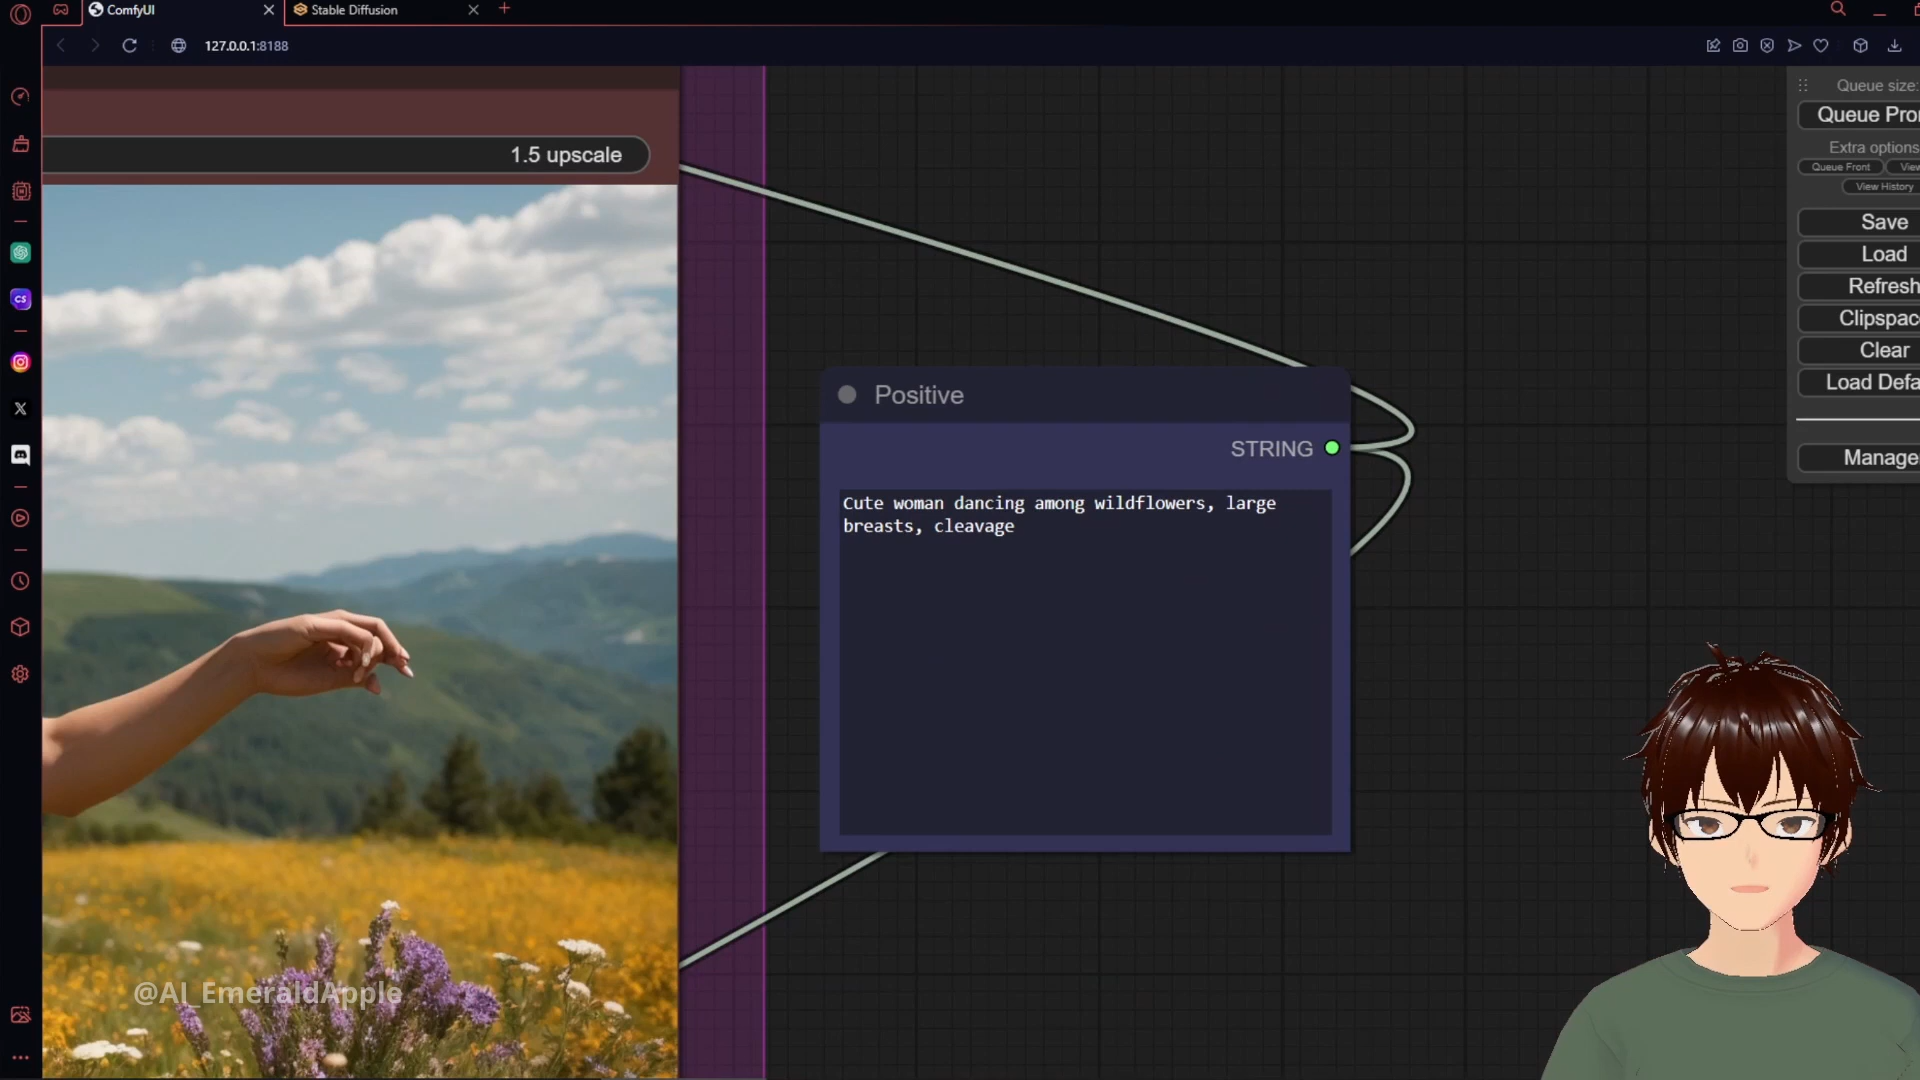 ComfyUI
Stable Diffusion
127.0.0.1:8188
1.5 upscale
Positive
STRING
Cute woman dancing among wildflowers, large
breasts, cleavage
Queue size:
Queue Pro
Extra options
Queue Front
View
View History
Save
Load
Refresh
Clipspac
Clear
Load Defa
Manage
CS
@AI_EmeraldApple